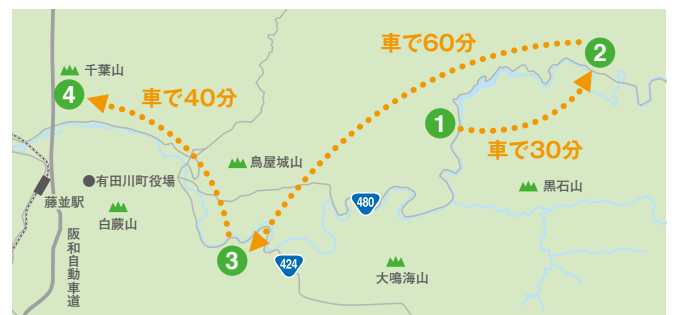 千葉山
4
車で40分
車で60分
2
1
車で30分
鳥屋城山
有田川町役場
黒石山
藤並駅
白蕨山
480
阪和自動車道
3
424
大鳴海山